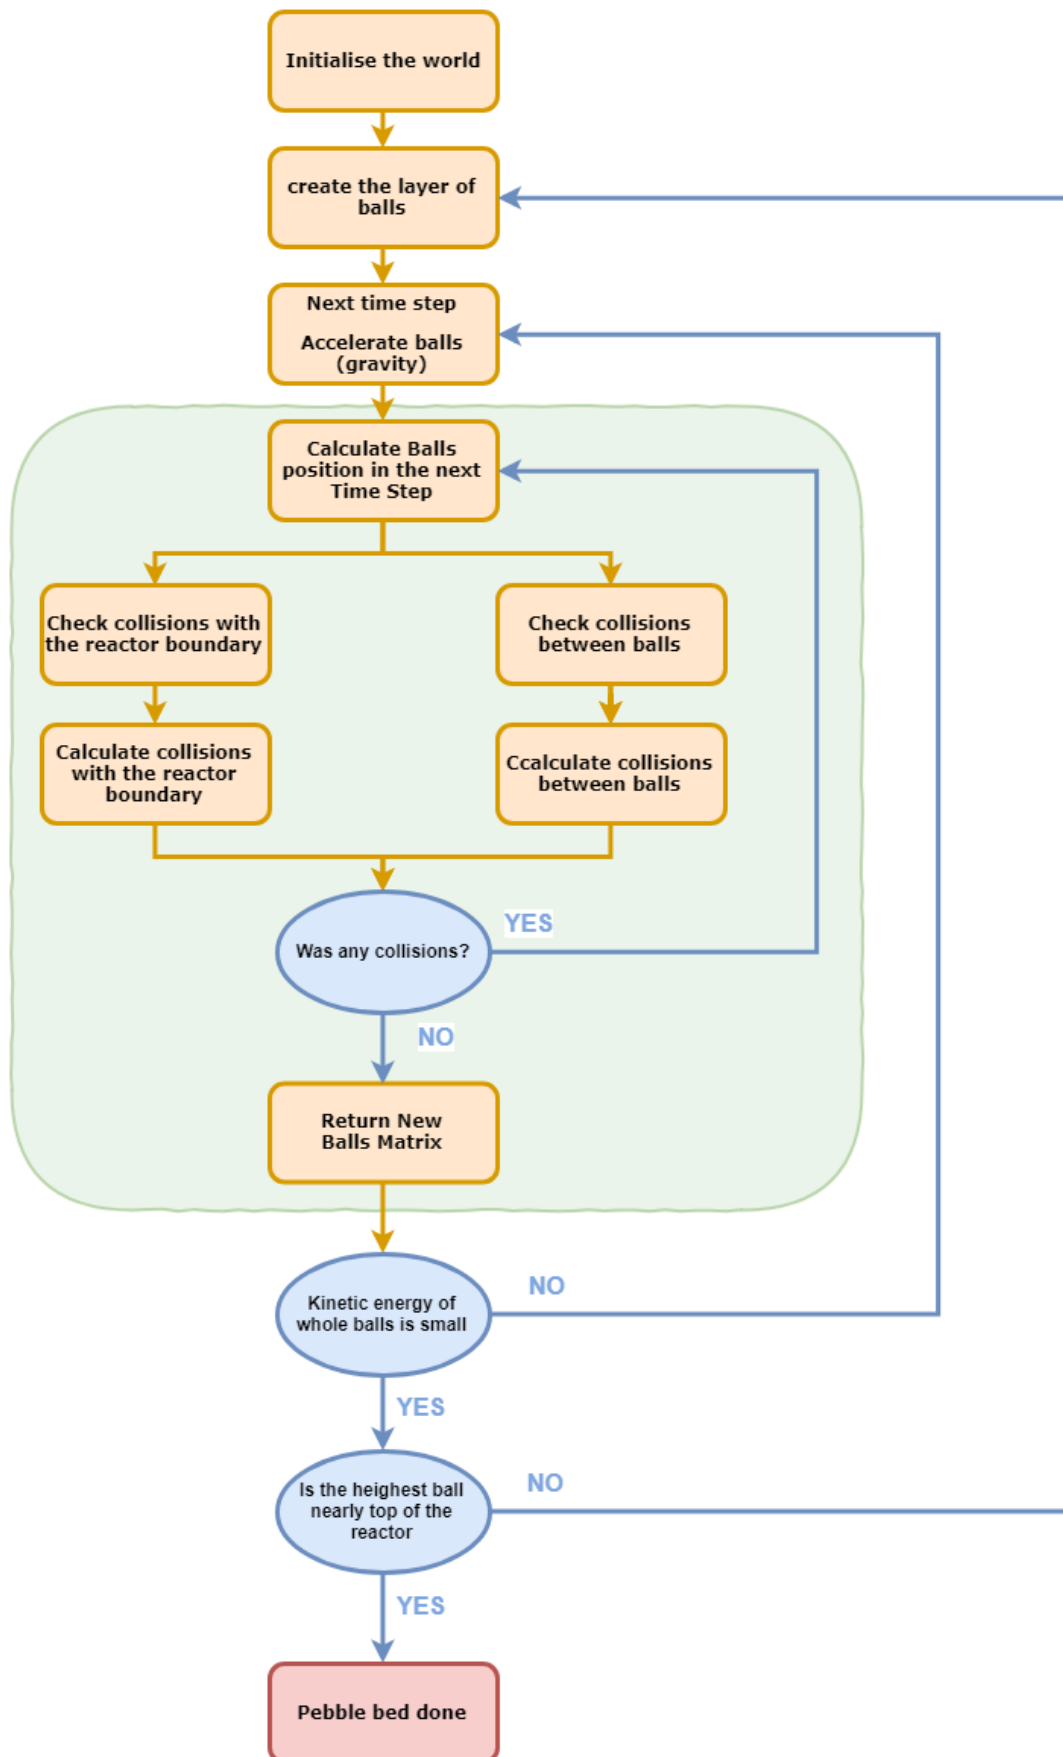 Initialise the world
create the layer of
balls
Next time step
Accelerate balls
(gravity)
Calculate Balls
position in the next
Time Step
Check collisions with
the reactor boundary
Check collisions
between balls
Calculate collisions
with the reactor
boundary
Ccalculate collisions
between balls
Was any collisions?
YES
NO
Return New
Balls Matrix
Kinetic energy of
whole balls is small
NO
YES
Is the heighest ball
nearly top of the
reactor
NO
YES
Pebble bed done